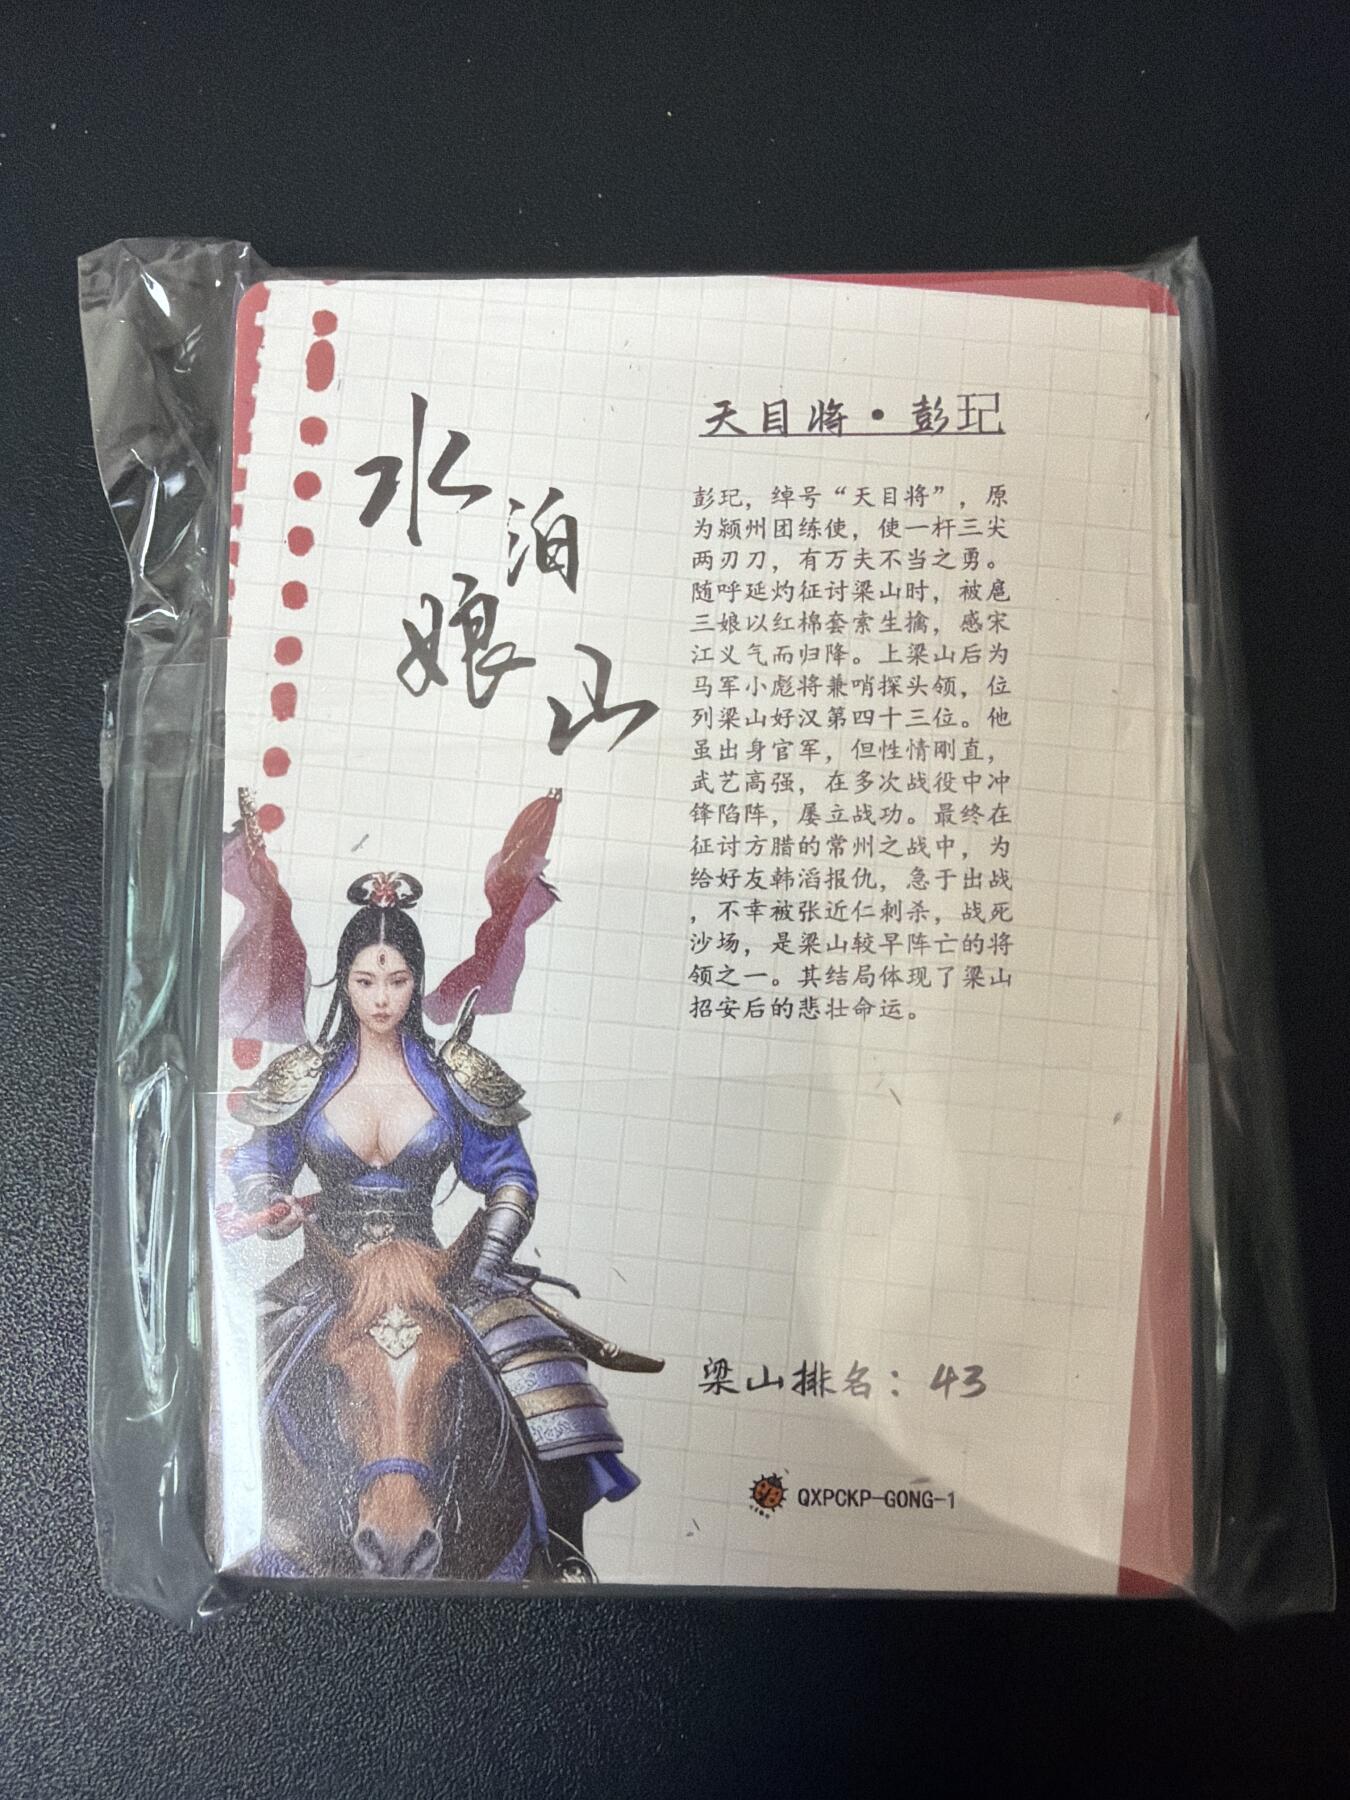 水泊
娘山
天目将·彭玘
彭玘，绰号“天目将”，原
为颍州团练使，使一杆三尖
两刃刀，有万夫不当之勇。
随呼延灼征讨梁山时，被扈
三娘以红棉套索生擒，感宋
江义气而归降。上梁山后为
马军小彪将兼哨探头领，位
列梁山好汉第四十三位。他
虽出身官军，但性情刚直，
武艺高强，在多次战役中冲
锋陷阵，屡立战功。最终在
征讨方腊的常州之战中，为
给好友韩滔报仇，急于出战
，不幸被张近仁刺杀，战死
沙场，是梁山较早阵亡的将
领之一。其结局体现了梁山
招安后的悲壮命运。
梁山排名：43
QXPCKP-GONG-1